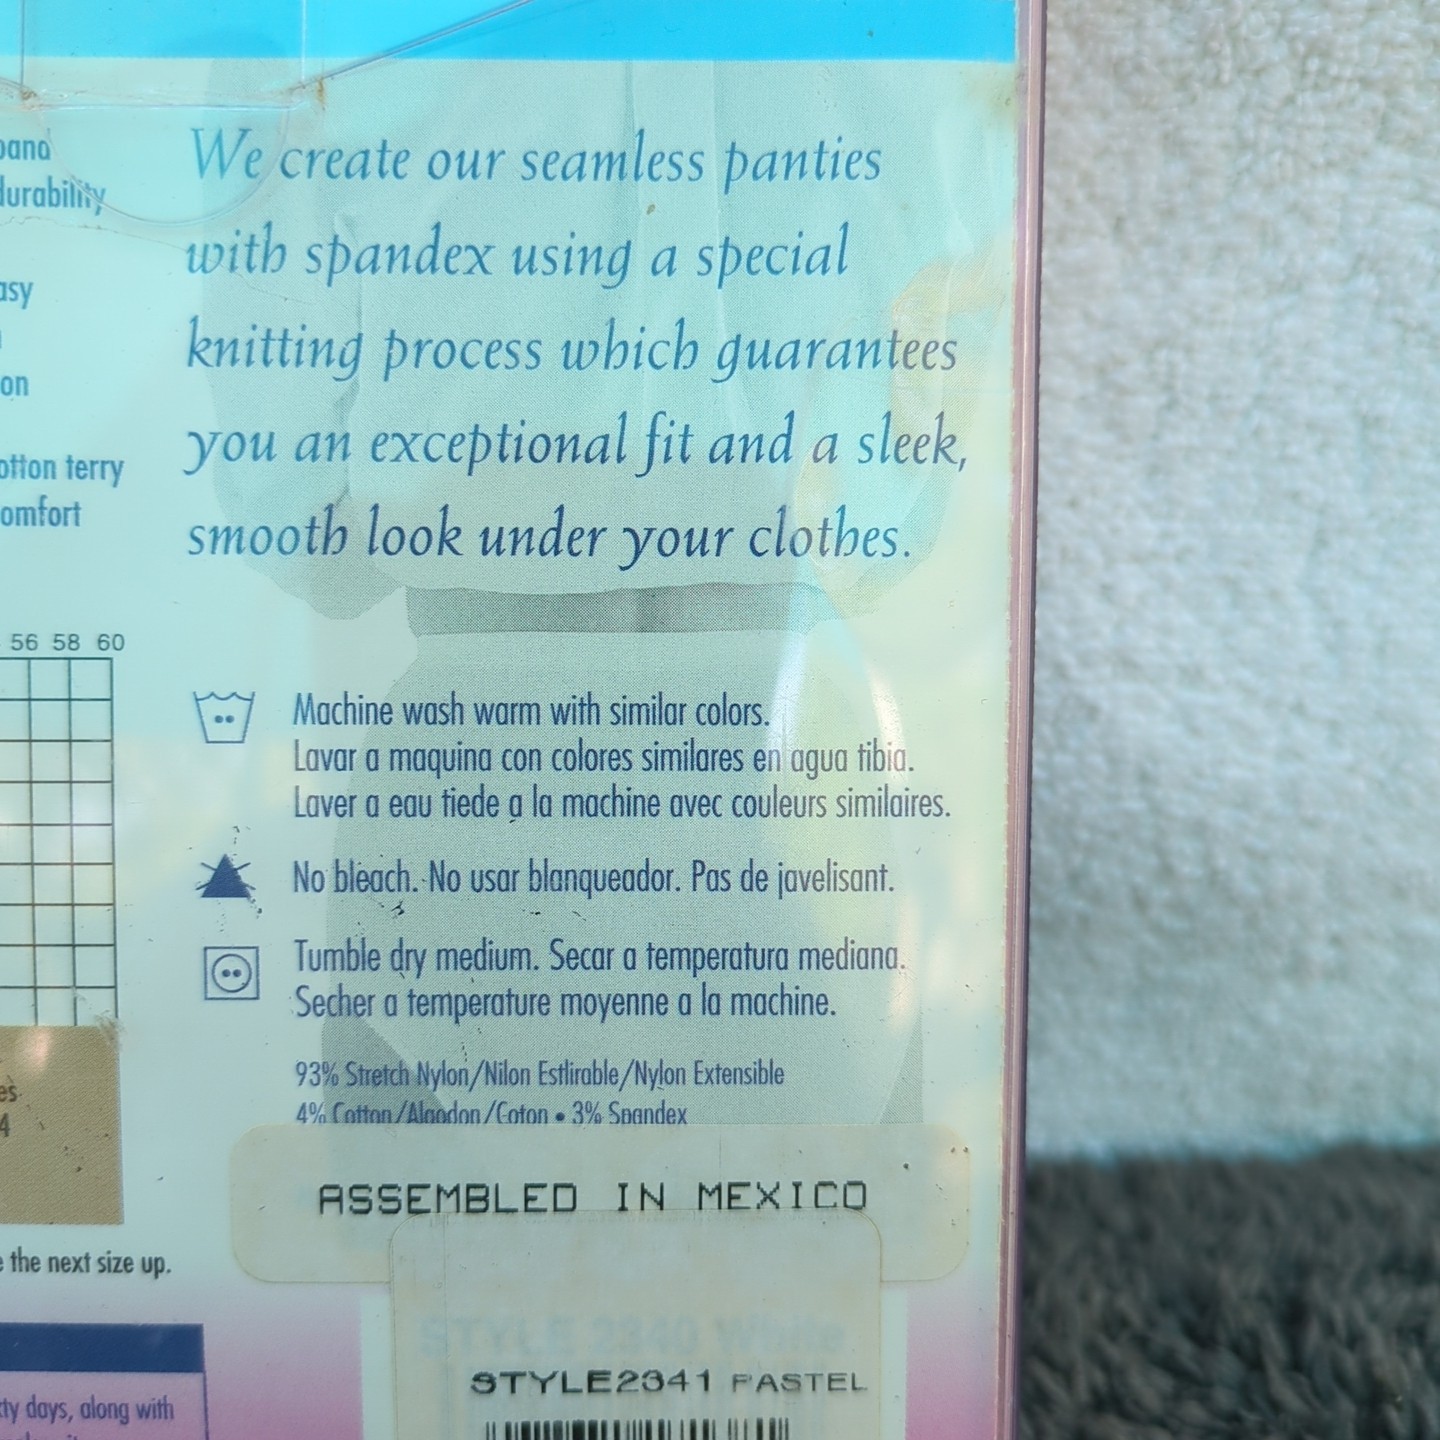 durability
asy
on
otton terry
omfort
56 58 60
es
4
the next size up.
ty days, along with
We create our seamless panties
with spandex using a special
knitting process which guarantees
you an exceptional fit and a sleek,
smooth look under your clothes.
Machine wash warm with similar colors.
Lavar a maquina con colores similares en agua tibia.
Laver a eau tiede a la machine avec couleurs similaires.
No bleach. No usar blanqueador. Pas de javelisant.
Tumble dry medium. Secar a temperatura mediana.
Secher a temperature moyenne a la machine.
93% Stretch Nylon/Nilon Estlirable/Nylon Extensible
4% Cotton/Algodon/Coton • 3% Spandex
ASSEMBLED IN MEXICO
STYLE 2340 White
STYLE2341 PASTEL